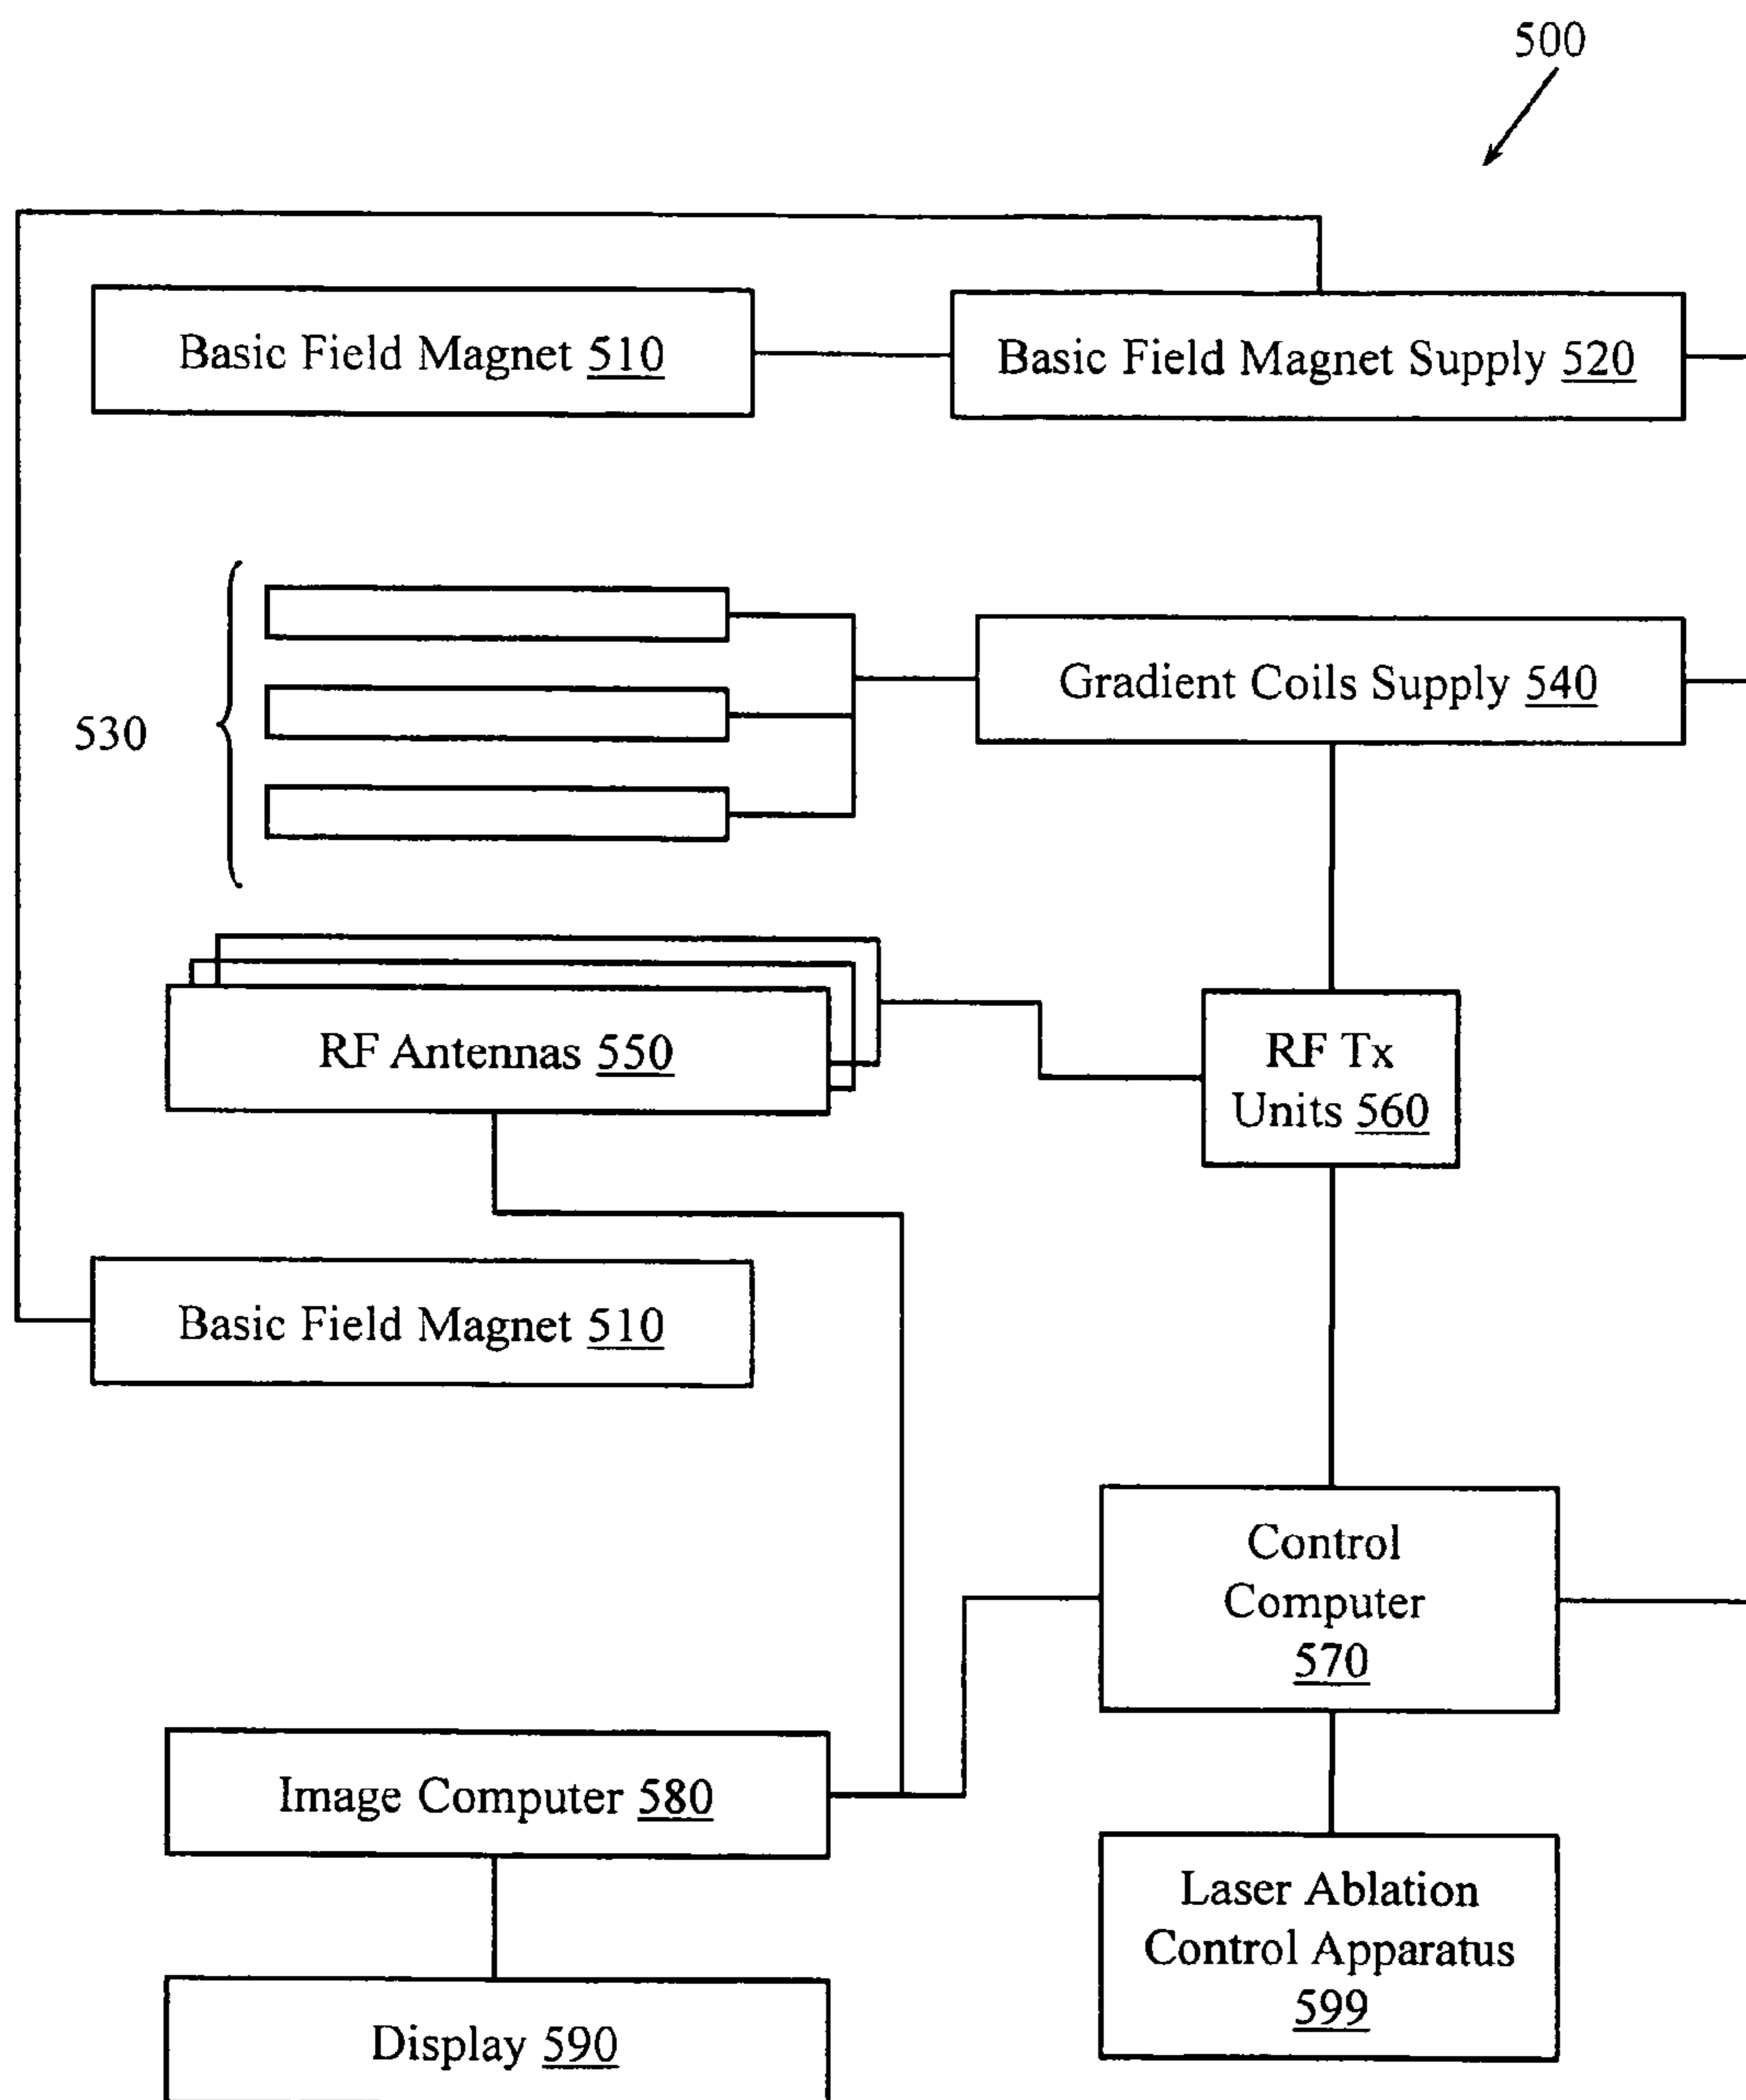 500
Basic Field Magnet 510
Basic Field Magnet Supply 520
530
Gradient Coils Supply 540
RF Antennas 550
RF Tx
Units 560
Basic Field Magnet 510
Control
Computer
570
Image Computer 580
Laser Ablation
Control Apparatus
599
Display 590